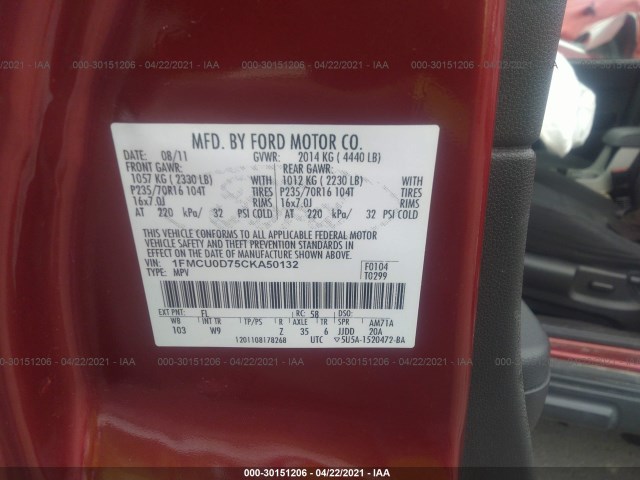 000-30151206 - 04/22/2021 - IAA
MFD. BY FORD MOTOR CO.
DATE: 08/11 GVWR: 2014 KG ( 4440 LB)
FRONT GAWR: REAR GAWR:
1057 KG ( 2330 LB) WITH 1012 KG ( 2230 LB) WITH
P235/70R16 104T TIRES P235/70R16 104T TIRES
16x7.0J RIMS 16x7.0J RIMS
AT 220 kPa/ 32 PSI COLD AT 220 kPa/ 32 PSI COLD
THIS VEHICLE CONFORMS TO ALL APPLICABLE FEDERAL MOTOR
VEHICLE SAFETY AND THEFT PREVENTION STANDARDS IN
EFFECT ON THE DATE OF MANUFACTURE SHOWN ABOVE.
VIN: 1FMCU0D75CKA50132 F0104
TYPE: MPV T0299
EXT PNT: FI RC: 58 DSO:
WB INT TR TP/PS R AXLE TR SPR AM71A
103 W9 Z 35 6 JJDD 20A
1201108178268 UTC 5U5A-1520472-BA
000-30151206 - 04/22/2021 - IAA